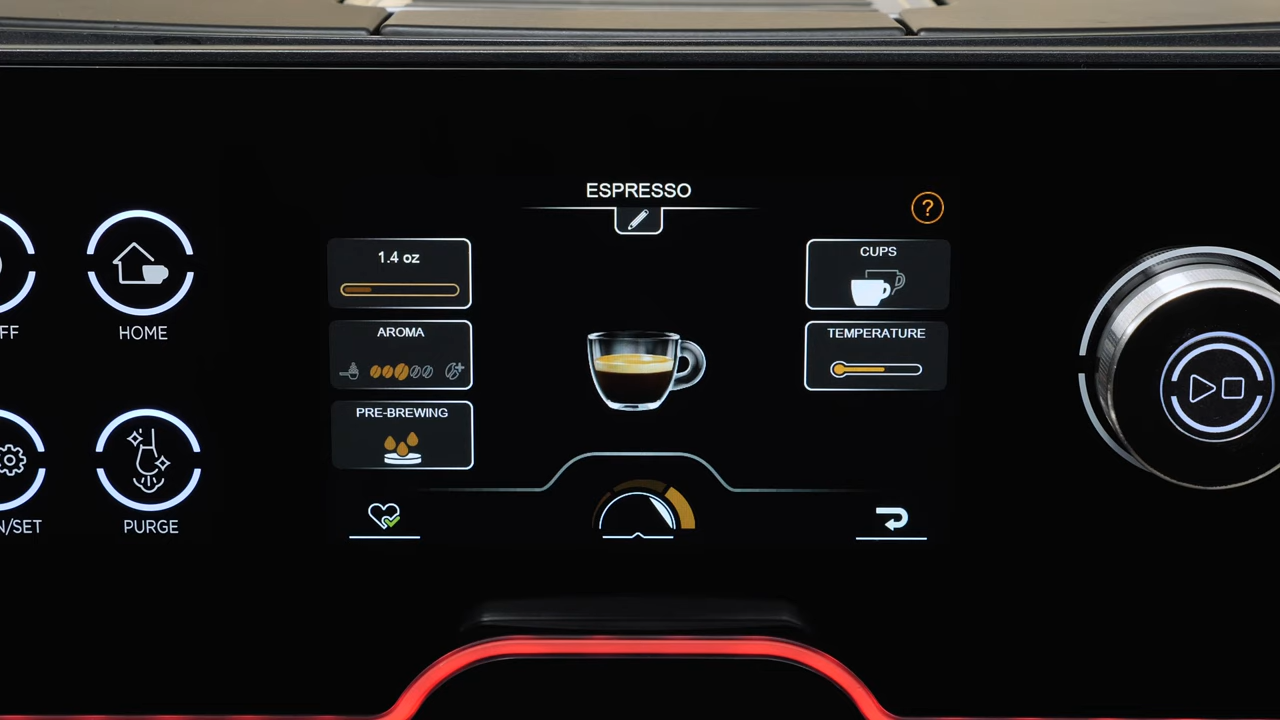 ESPRESSO
?
1.4 oz
CUPS
AROMA
TEMPERATURE
PRE-BREWING
FF
HOME
N/SET
PURGE